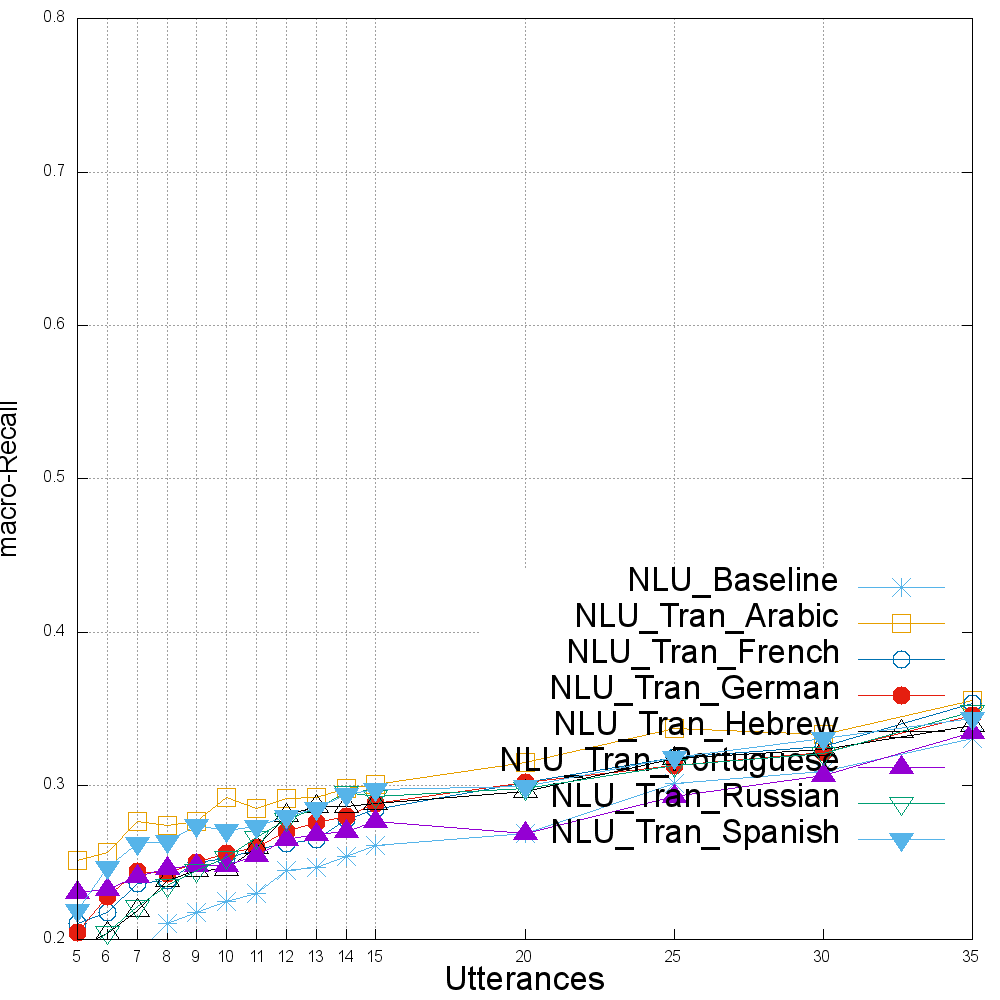 0.8
0.7
0.6
0.5
0.4
0.3
0.2
macro-Recall
NLU_Baseline
NLU_Tran_Arabic
NLU_Tran_French
NLU_Tran_German
NLU_Tran_Hebrew
NLU_Tran_Portuguese
NLU_Tran_Russian
NLU_Tran_Spanish
5 6 7 8 9 10 11 12 13 14 15 20 25 30 35
Utterances